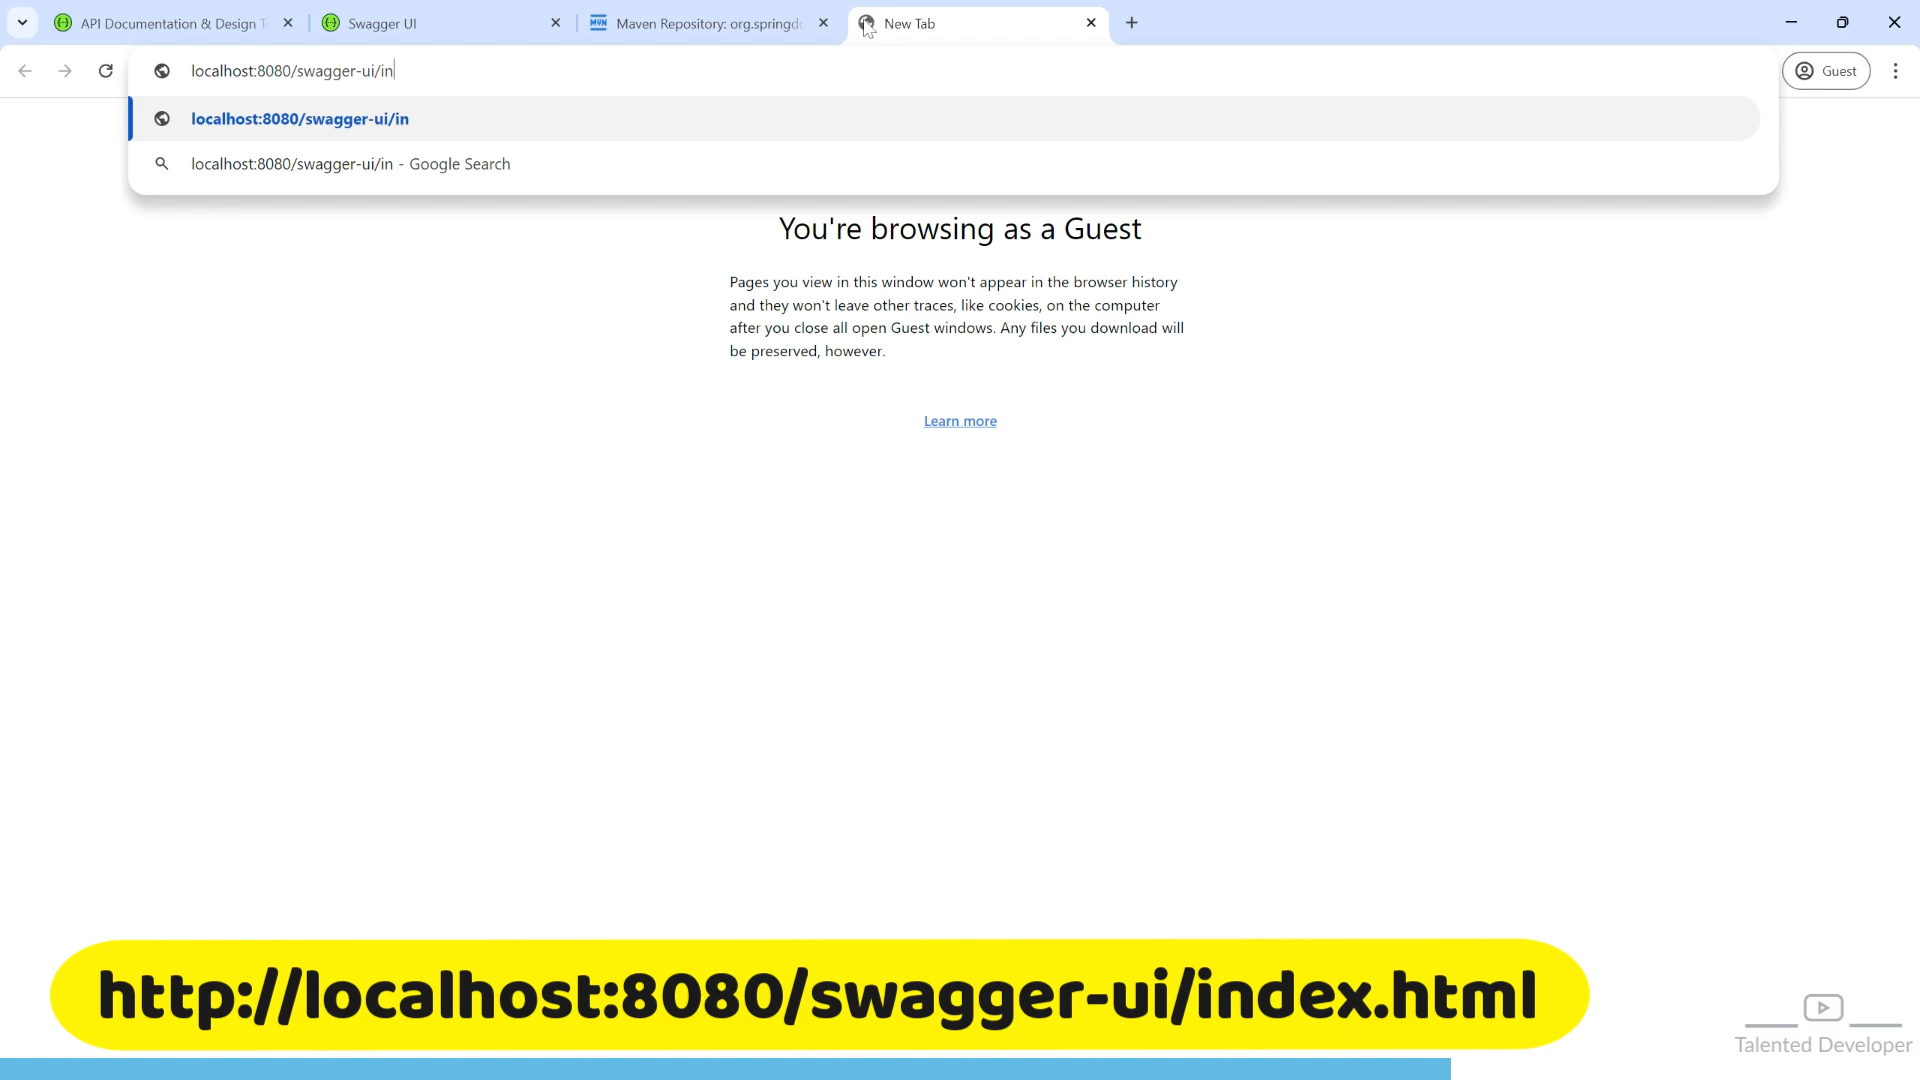 API Documentation & Design T
Swagger UI
MVN
Maven Repository: org.springdo
New Tab
localhost:8080/swagger-ui/in
Guest
localhost:8080/swagger-ui/in
localhost:8080/swagger-ui/in - Google Search
You're browsing as a Guest
Pages you view in this window won't appear in the browser history
and they won't leave other traces, like cookies, on the computer
after you close all open Guest windows. Any files you download will
be preserved, however.
Learn more
http://localhost:8080/swagger-ui/index.html
Talented Developer